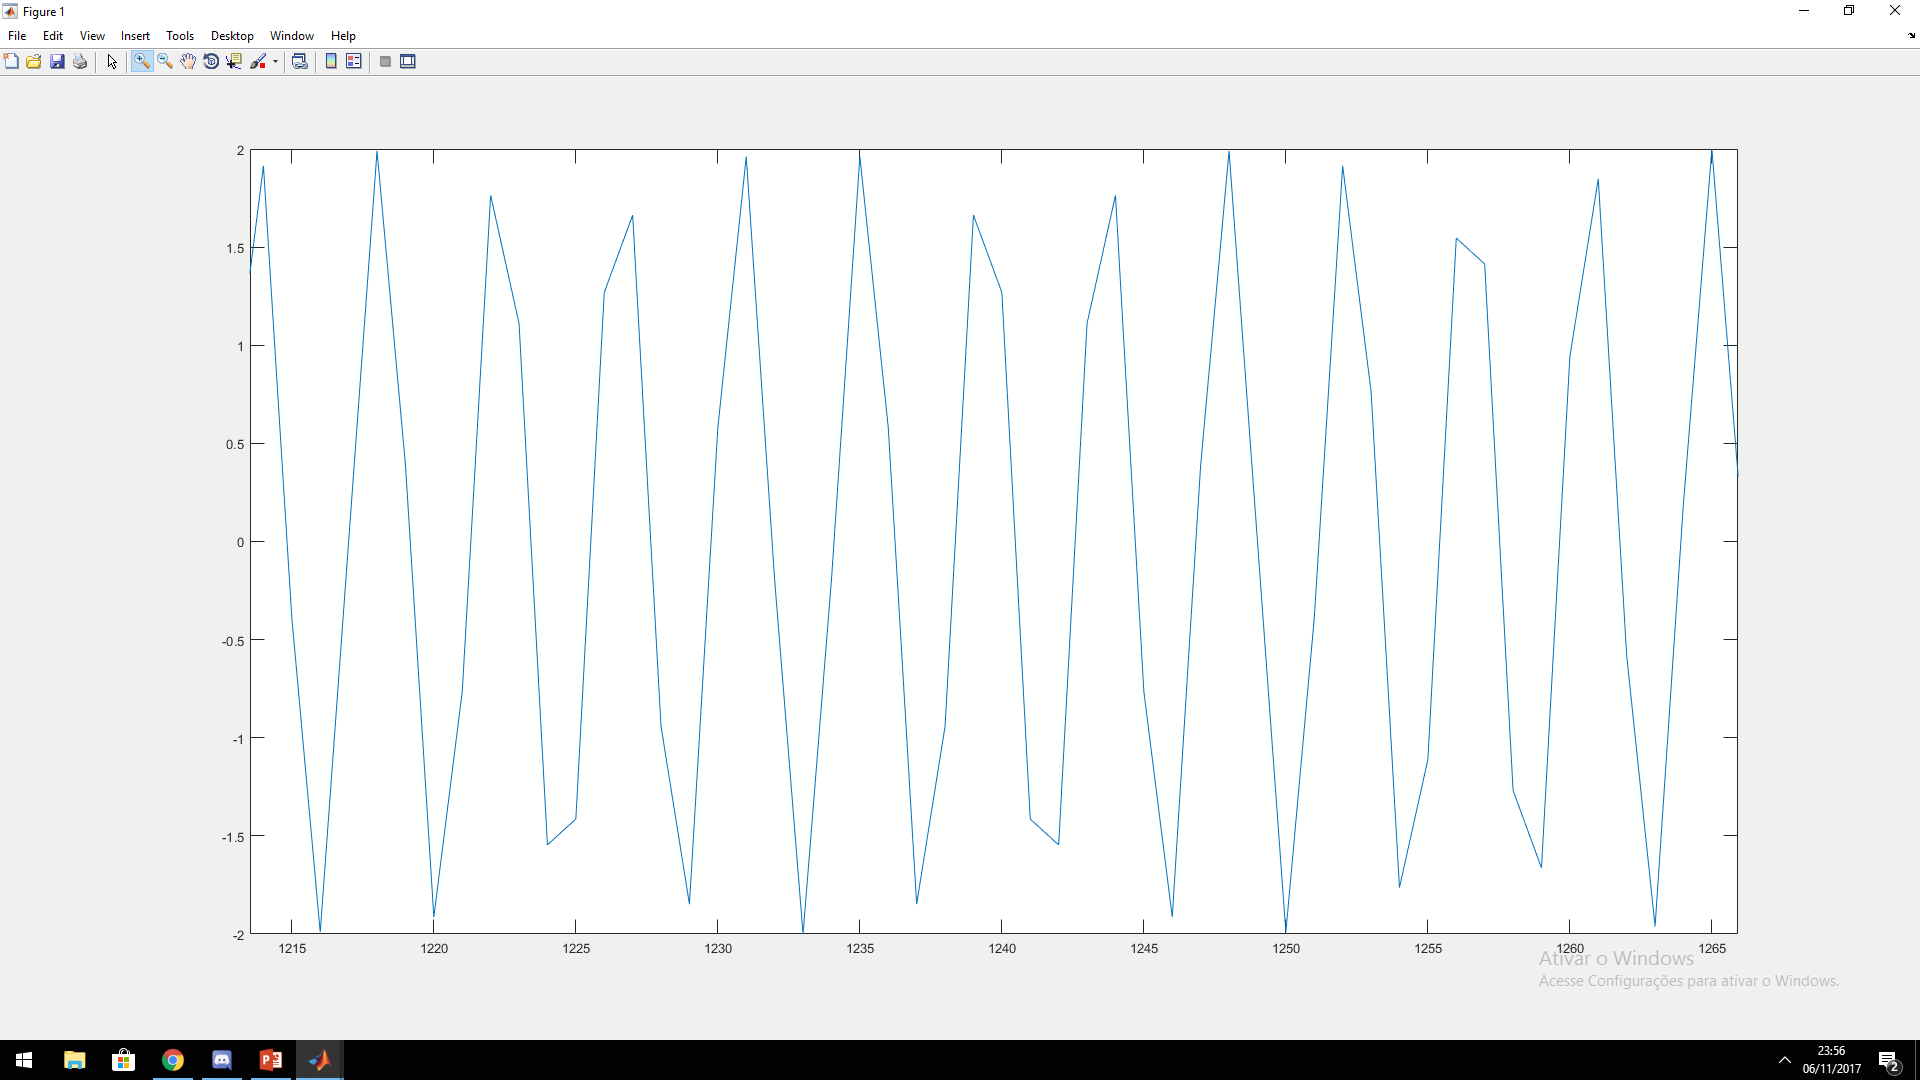 Figure 1
File Edit View Insert Tools Desktop Window Help
2
1.5
1
0.5
0
-0.5
-1
-1.5
-2
1215 1220 1225 1230 1235 1240 1245 1250 1255 1260 1265
Ativar o Windows
Acesse Configurações para ativar o Windows.
23:56
06/11/2017
2